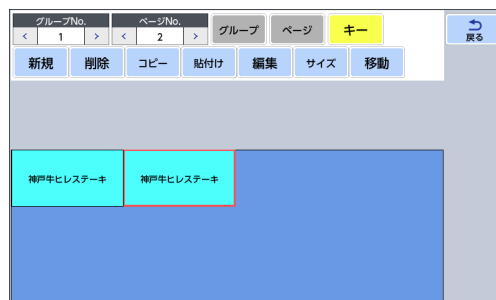 グループNo. ページNo.
< 1 > < 2 > グループ ページ キー 戻る
新規 削除 コピー 貼付け 編集 サイズ 移動
神戸牛ヒレステーキ 神戸牛ヒレステーキ